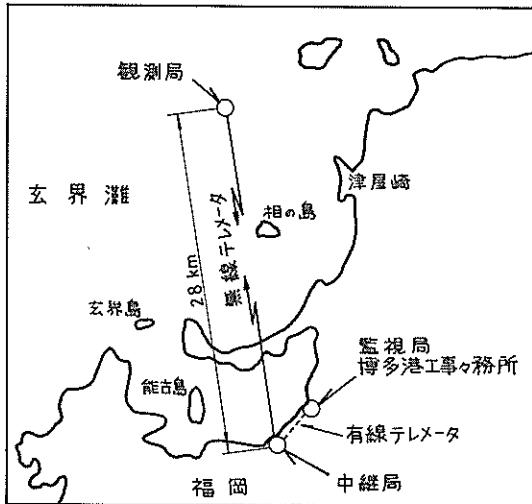 観測局
玄界灘
津屋崎
相の島
無線テレメータ
28 km
玄界島
監視局
博多港工事々務所
能古島
有線テレメータ
福岡
中継局